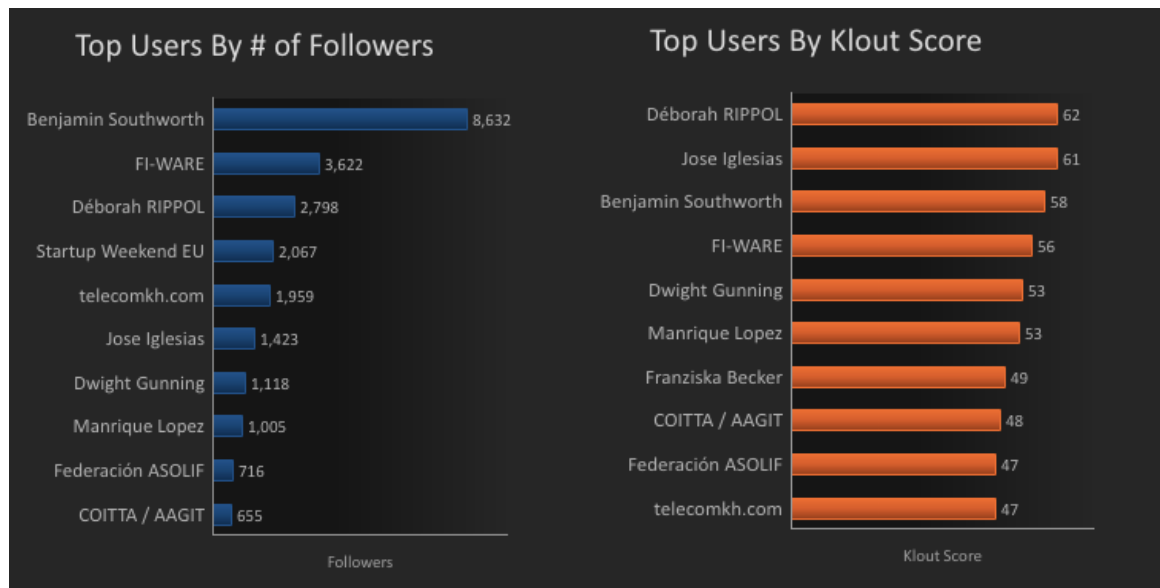 Top Users By # of Followers
Benjamin Southworth 8,632
FI-WARE 3,622
Déborah RIPPOL 2,798
Startup Weekend EU 2,067
telecomkh.com 1,959
Jose Iglesias 1,423
Dwight Gunning 1,118
Manrique Lopez 1,005
Federación ASOLIF 716
COITTA / AAGIT 655
Followers
Top Users By Klout Score
Déborah RIPPOL 62
Jose Iglesias 61
Benjamin Southworth 58
FI-WARE 56
Dwight Gunning 53
Manrique Lopez 53
Franziska Becker 49
COITTA / AAGIT 48
Federación ASOLIF 47
telecomkh.com 47
Klout Score